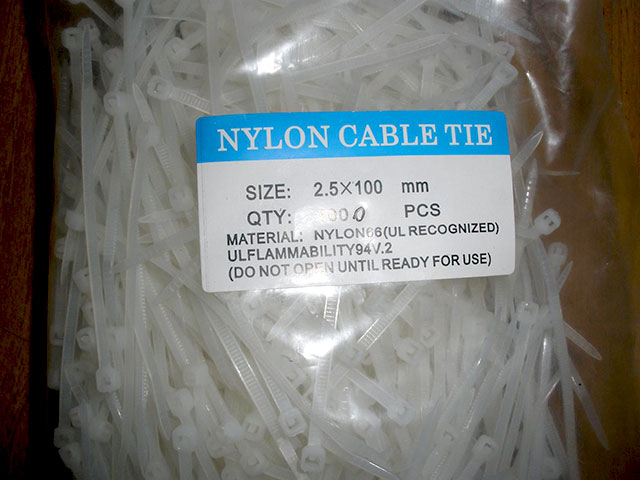 NYLON CABLE TIE
SIZE: 2.5×100 mm
QTY: PCS
MATERIAL: NYLON66(UL RECOGNIZED)
ULFLAMMABILITY94V.2
(DO NOT OPEN UNTIL READY FOR USE)